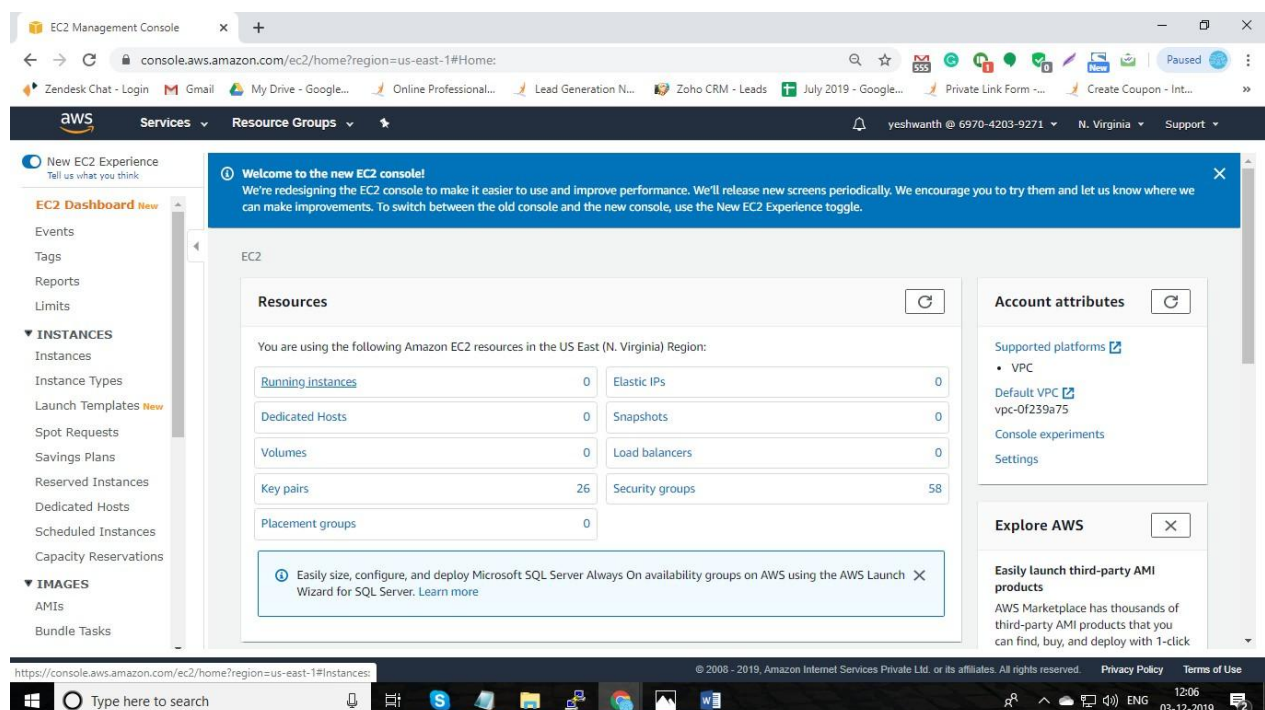 EC2 Management Console
console.aws.amazon.com/ec2/home?region=us-east-1#Home:
555
1
0
New
Paused
Zendesk Chat - Login
Gmail
My Drive - Google...
Online Professional...
Lead Generation N...
Zoho CRM - Leads
July 2019 - Google...
Private Link Form -...
Create Coupon - Int...
»
aws
Services
Resource Groups
yeshwanth @ 6970-4203-9271
N. Virginia
Support
New EC2 Experience
Tell us what you think
EC2 Dashboard New
Events
Tags
Reports
Limits
INSTANCES
Instances
Instance Types
Launch Templates New
Spot Requests
Savings Plans
Reserved Instances
Dedicated Hosts
Scheduled Instances
Capacity Reservations
IMAGES
AMIs
Bundle Tasks
Welcome to the new EC2 console!
We're redesigning the EC2 console to make it easier to use and improve performance. We'll release new screens periodically. We encourage you to try them and let us know where we
can make improvements. To switch between the old console and the new console, use the New EC2 Experience toggle.
EC2
Resources
You are using the following Amazon EC2 resources in the US East (N. Virginia) Region:
Running instances 0
Elastic IPs 0
Dedicated Hosts 0
Snapshots 0
Volumes 0
Load balancers 0
Key pairs 26
Security groups 58
Placement groups 0
Easily size, configure, and deploy Microsoft SQL Server Always On availability groups on AWS using the AWS Launch
Wizard for SQL Server. Learn more
Account attributes
Supported platforms
• VPC
Default VPC
vpc-0f239a75
Console experiments
Settings
Explore AWS
Easily launch third-party AMI
products
AWS Marketplace has thousands of
third-party AMI products that you
can find, buy, and deploy with 1-click
https://console.aws.amazon.com/ec2/home?region=us-east-1#Instances:
© 2008 - 2019, Amazon Internet Services Private Ltd. or its affiliates. All rights reserved.
Privacy Policy
Terms of Use
Type here to search
ENG
12:06
03-12-2019
2